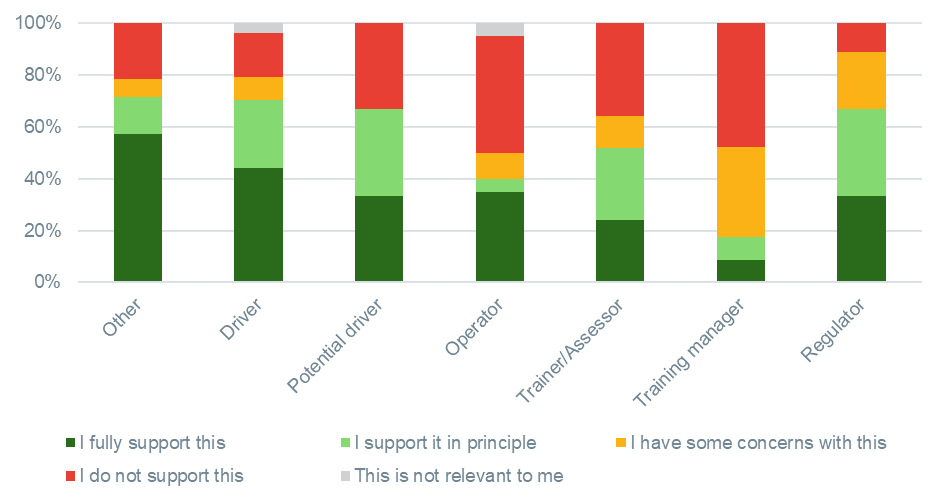 100%
80%
60%
40%
20%
0%
Other
Driver
Potential driver
Operator
Trainer/Assessor
Training manager
Regulator
I fully support this
I support it in principle
I have some concerns with this
I do not support this
This is not relevant to me